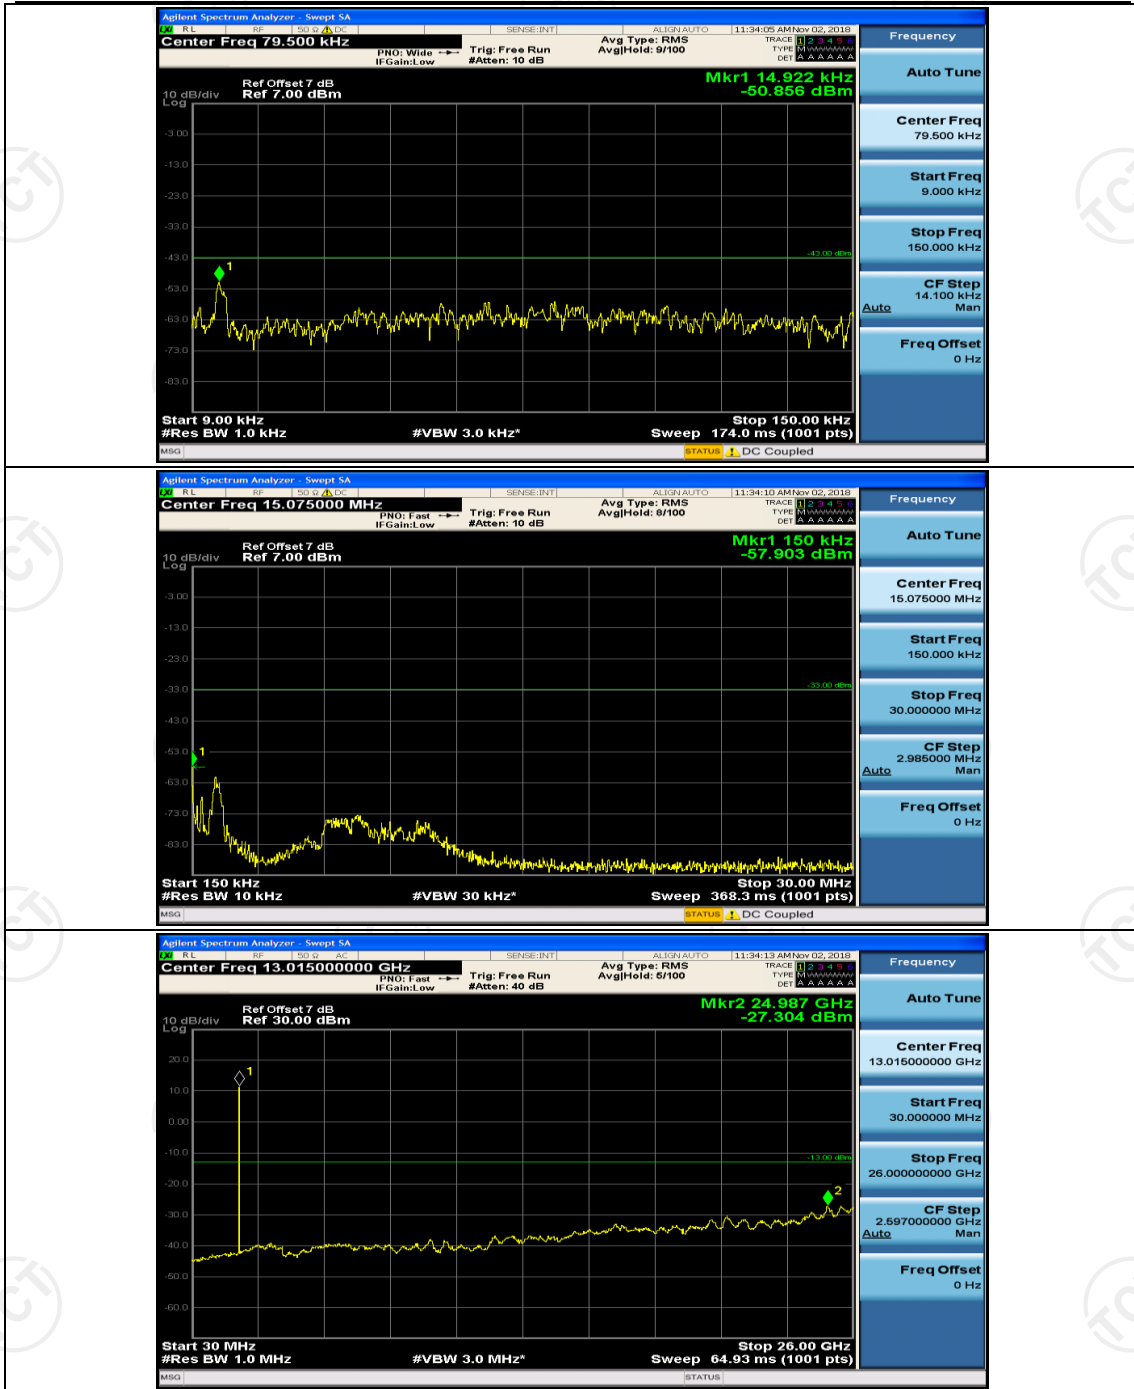 Agilent Spectrum Analyzer - Swept SA
LXI RL RF 50 Ω DC SENSE:INT ALIGN AUTO 11:34:05 AM Nov 02, 2018
Center Freq 79.500 kHz
PNO: Wide
IFGain:Low
Trig: Free Run
#Atten: 10 dB
Avg Type: RMS
Avg|Hold: 9/100
TRACE 1 2 3 4 5 6
TYPE M
DET A A A A A A
Mkr1 14.922 kHz
-50.856 dBm
Ref Offset 7 dB
10 dB/div Ref 7.00 dBm
Log
-3.00
-13.0
-23.0
-33.0
-43.0
-53.0
-63.0
-73.0
-83.0
-43.00 dBm
1
Start 9.00 kHz Stop 150.00 kHz
#Res BW 1.0 kHz #VBW 3.0 kHz* Sweep 174.0 ms (1001 pts)
MSG STATUS DC Coupled
Frequency
Auto Tune
Center Freq
79.500 kHz
Start Freq
9.000 kHz
Stop Freq
150.000 kHz
CF Step
14.100 kHz
Auto Man
Freq Offset
0 Hz
Agilent Spectrum Analyzer - Swept SA
LXI RL RF 50 Ω DC SENSE:INT ALIGN AUTO 11:34:10 AM Nov 02, 2018
Center Freq 15.075000 MHz
PNO: Fast
IFGain:Low
Trig: Free Run
#Atten: 10 dB
Avg Type: RMS
Avg|Hold: 8/100
TRACE 1 2 3 4 5 6
TYPE M
DET A A A A A A
Mkr1 150 kHz
-57.903 dBm
Ref Offset 7 dB
10 dB/div Ref 7.00 dBm
Log
-3.00
-13.0
-23.0
-33.0
-43.0
-53.0
-63.0
-73.0
-83.0
-33.00 dBm
1
Start 150 kHz Stop 30.00 MHz
#Res BW 10 kHz #VBW 30 kHz* Sweep 368.3 ms (1001 pts)
MSG STATUS DC Coupled
Frequency
Auto Tune
Center Freq
15.075000 MHz
Start Freq
150.000 kHz
Stop Freq
30.000000 MHz
CF Step
2.985000 MHz
Auto Man
Freq Offset
0 Hz
Agilent Spectrum Analyzer - Swept SA
LXI RL RF 50 Ω AC SENSE:INT ALIGN AUTO 11:34:13 AM Nov 02, 2018
Center Freq 13.015000000 GHz
PNO: Fast
IFGain:Low
Trig: Free Run
#Atten: 40 dB
Avg Type: RMS
Avg|Hold: 5/100
TRACE 1 2 3 4 5 6
TYPE M
DET A A A A A A
Mkr2 24.987 GHz
-27.304 dBm
Ref Offset 7 dB
10 dB/div Ref 30.00 dBm
Log
20.0
10.0
0.00
-10.0
-20.0
-30.0
-40.0
-50.0
-60.0
-13.00 dBm
1
2
Start 30 MHz Stop 26.00 GHz
#Res BW 1.0 MHz #VBW 3.0 MHz* Sweep 64.93 ms (1001 pts)
MSG STATUS
Frequency
Auto Tune
Center Freq
13.015000000 GHz
Start Freq
30.000000 MHz
Stop Freq
26.000000000 GHz
CF Step
2.597000000 GHz
Auto Man
Freq Offset
0 Hz
TCT